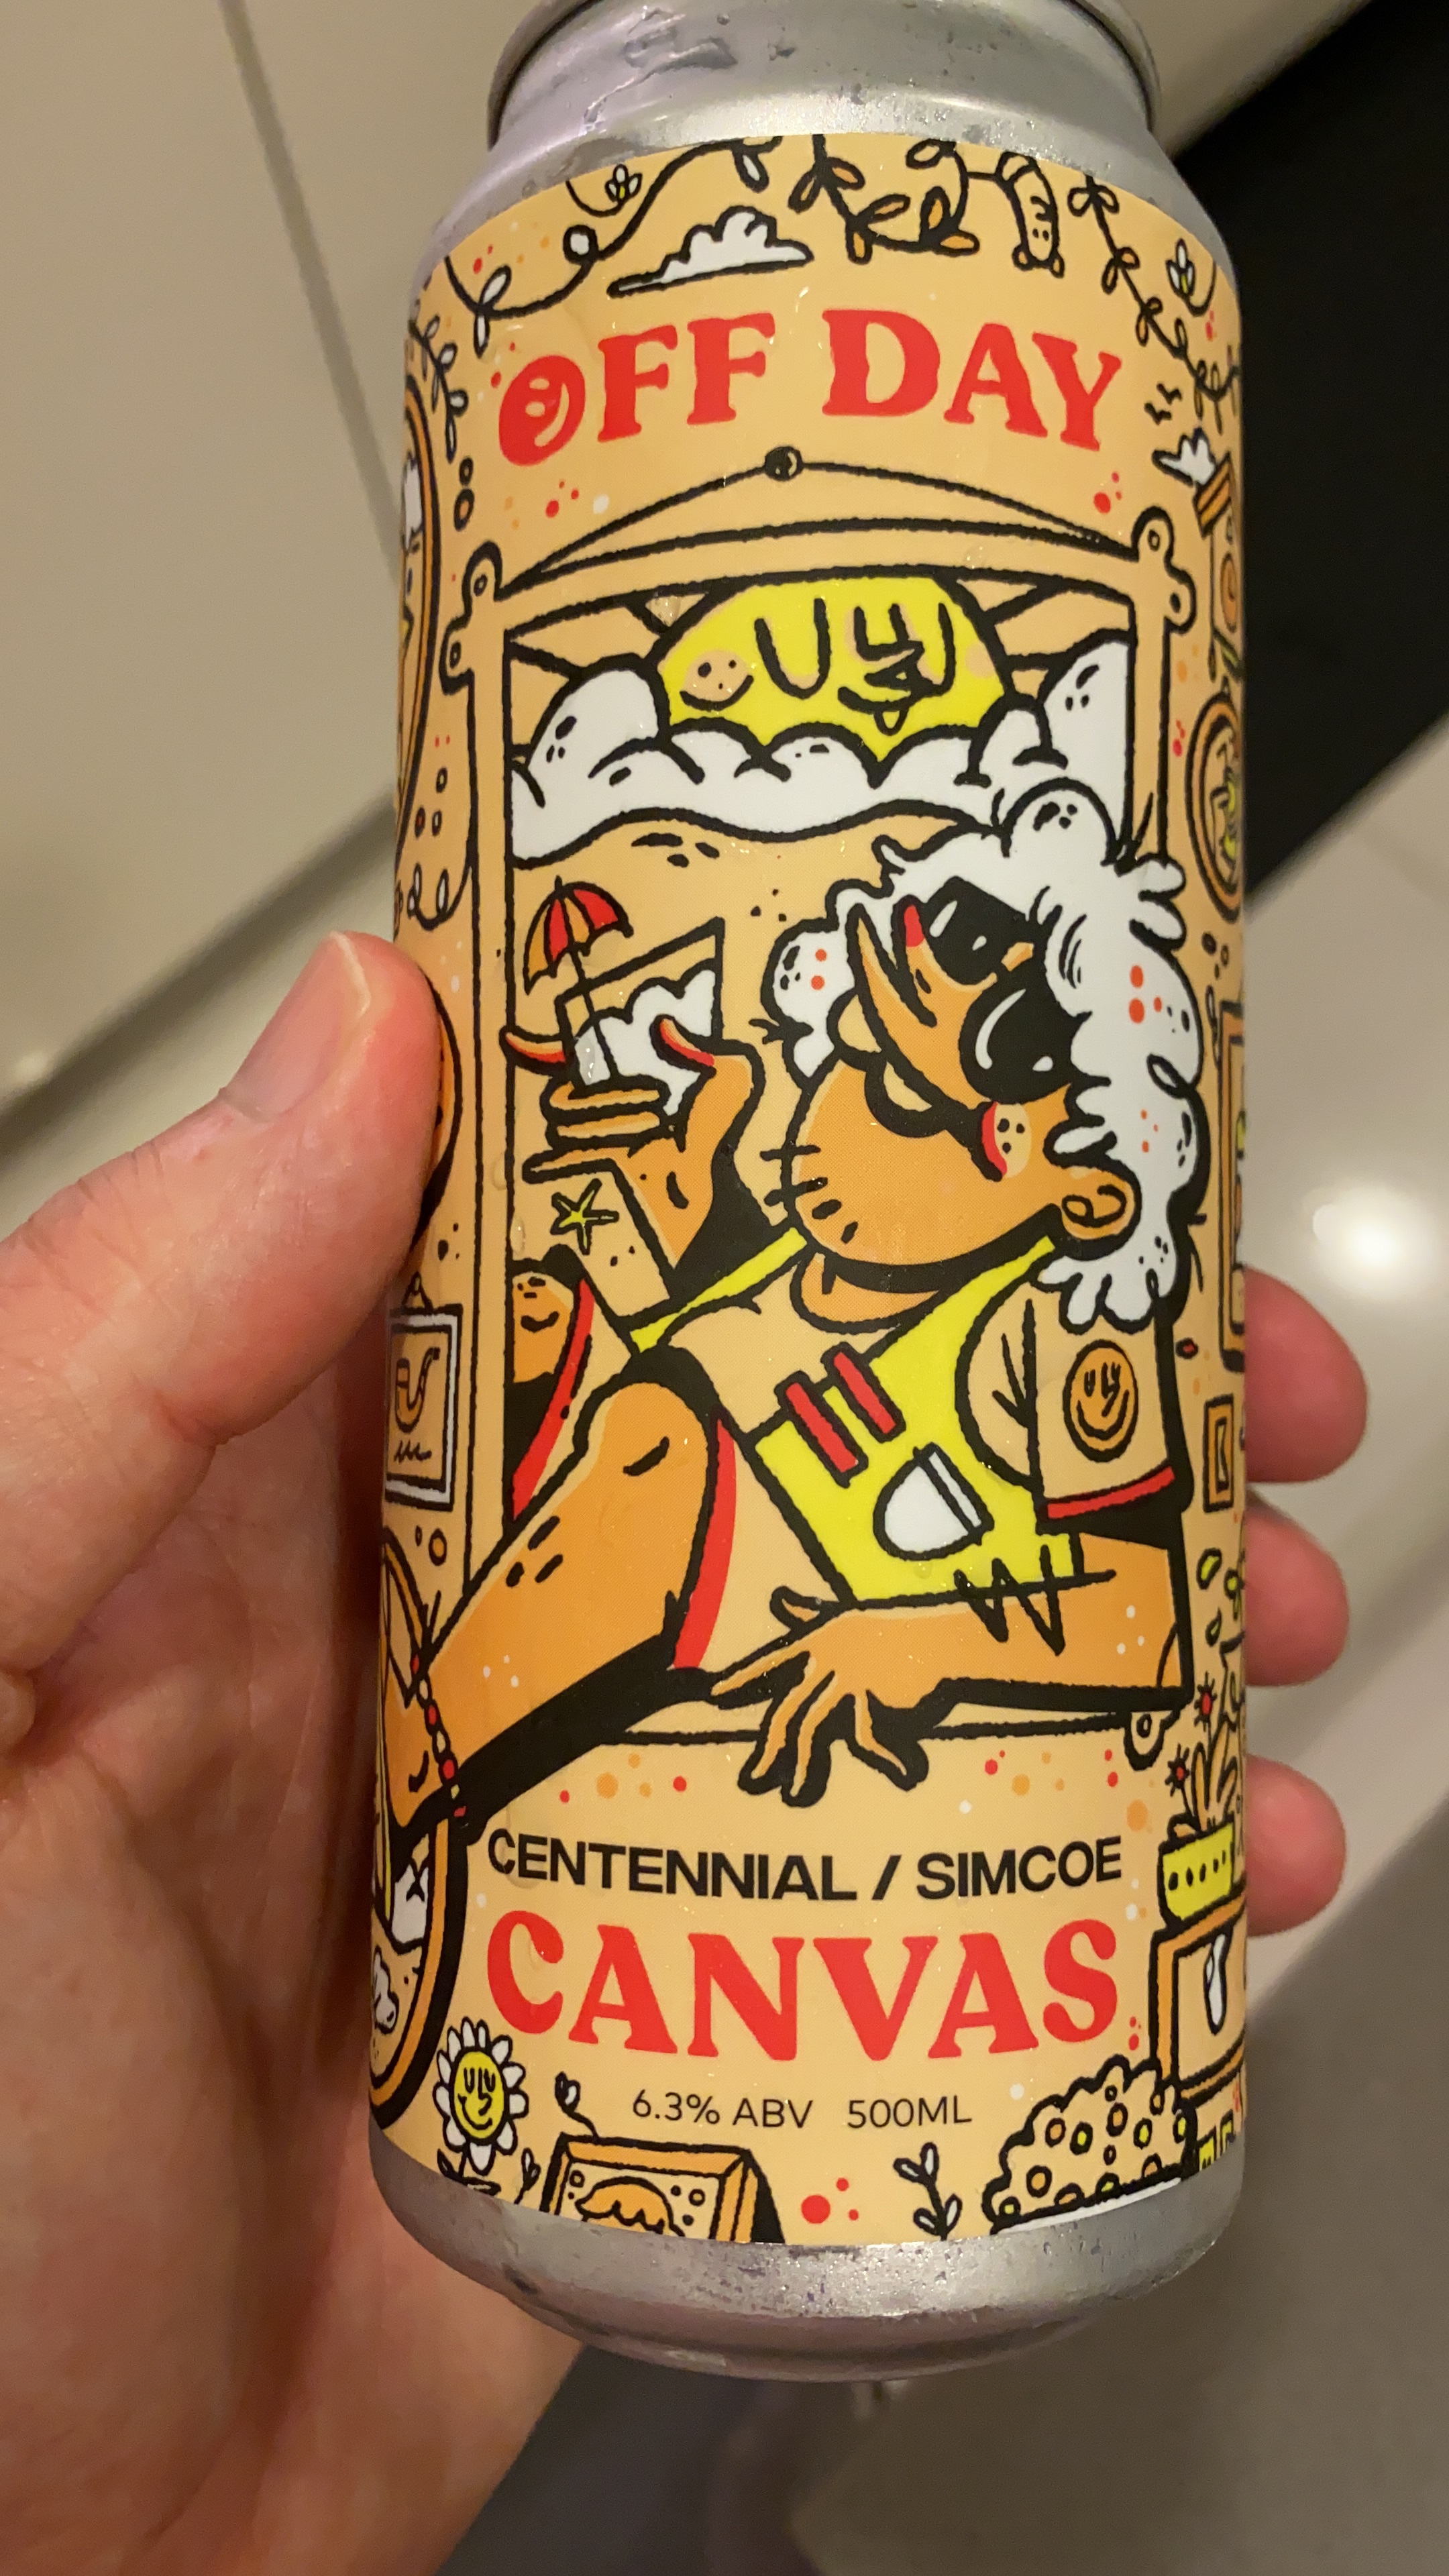 OFF DAY
CENTENNIAL / SIMCOE
CANVAS
6.3% ABV 500ML